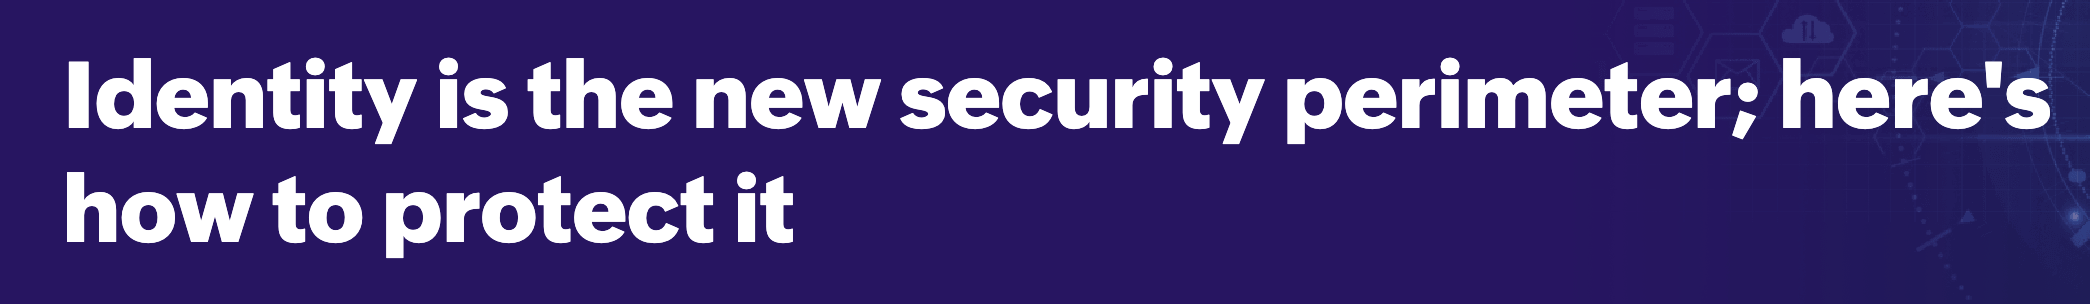 Identity is the new security perimeter; here's
how to protect it